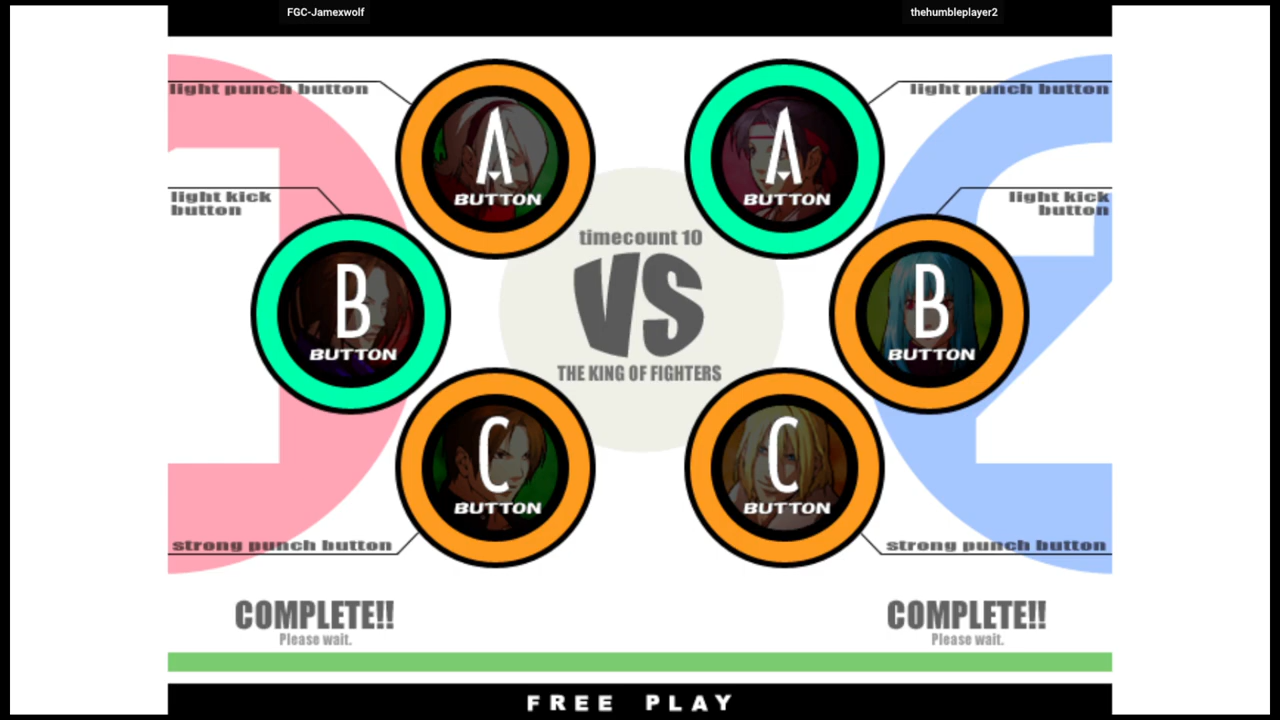 FGC-Jamexwolf
thehumbleplayer2
light punch button
A
BUTTON
A
BUTTON
light punch button
light kick
button
light kick
button
B
BUTTON
timecount 10
VS
THE KING OF FIGHTERS
B
BUTTON
C
BUTTON
C
BUTTON
strong punch button
strong punch button
COMPLETE!!
Please wait.
COMPLETE!!
Please wait.
FREE PLAY